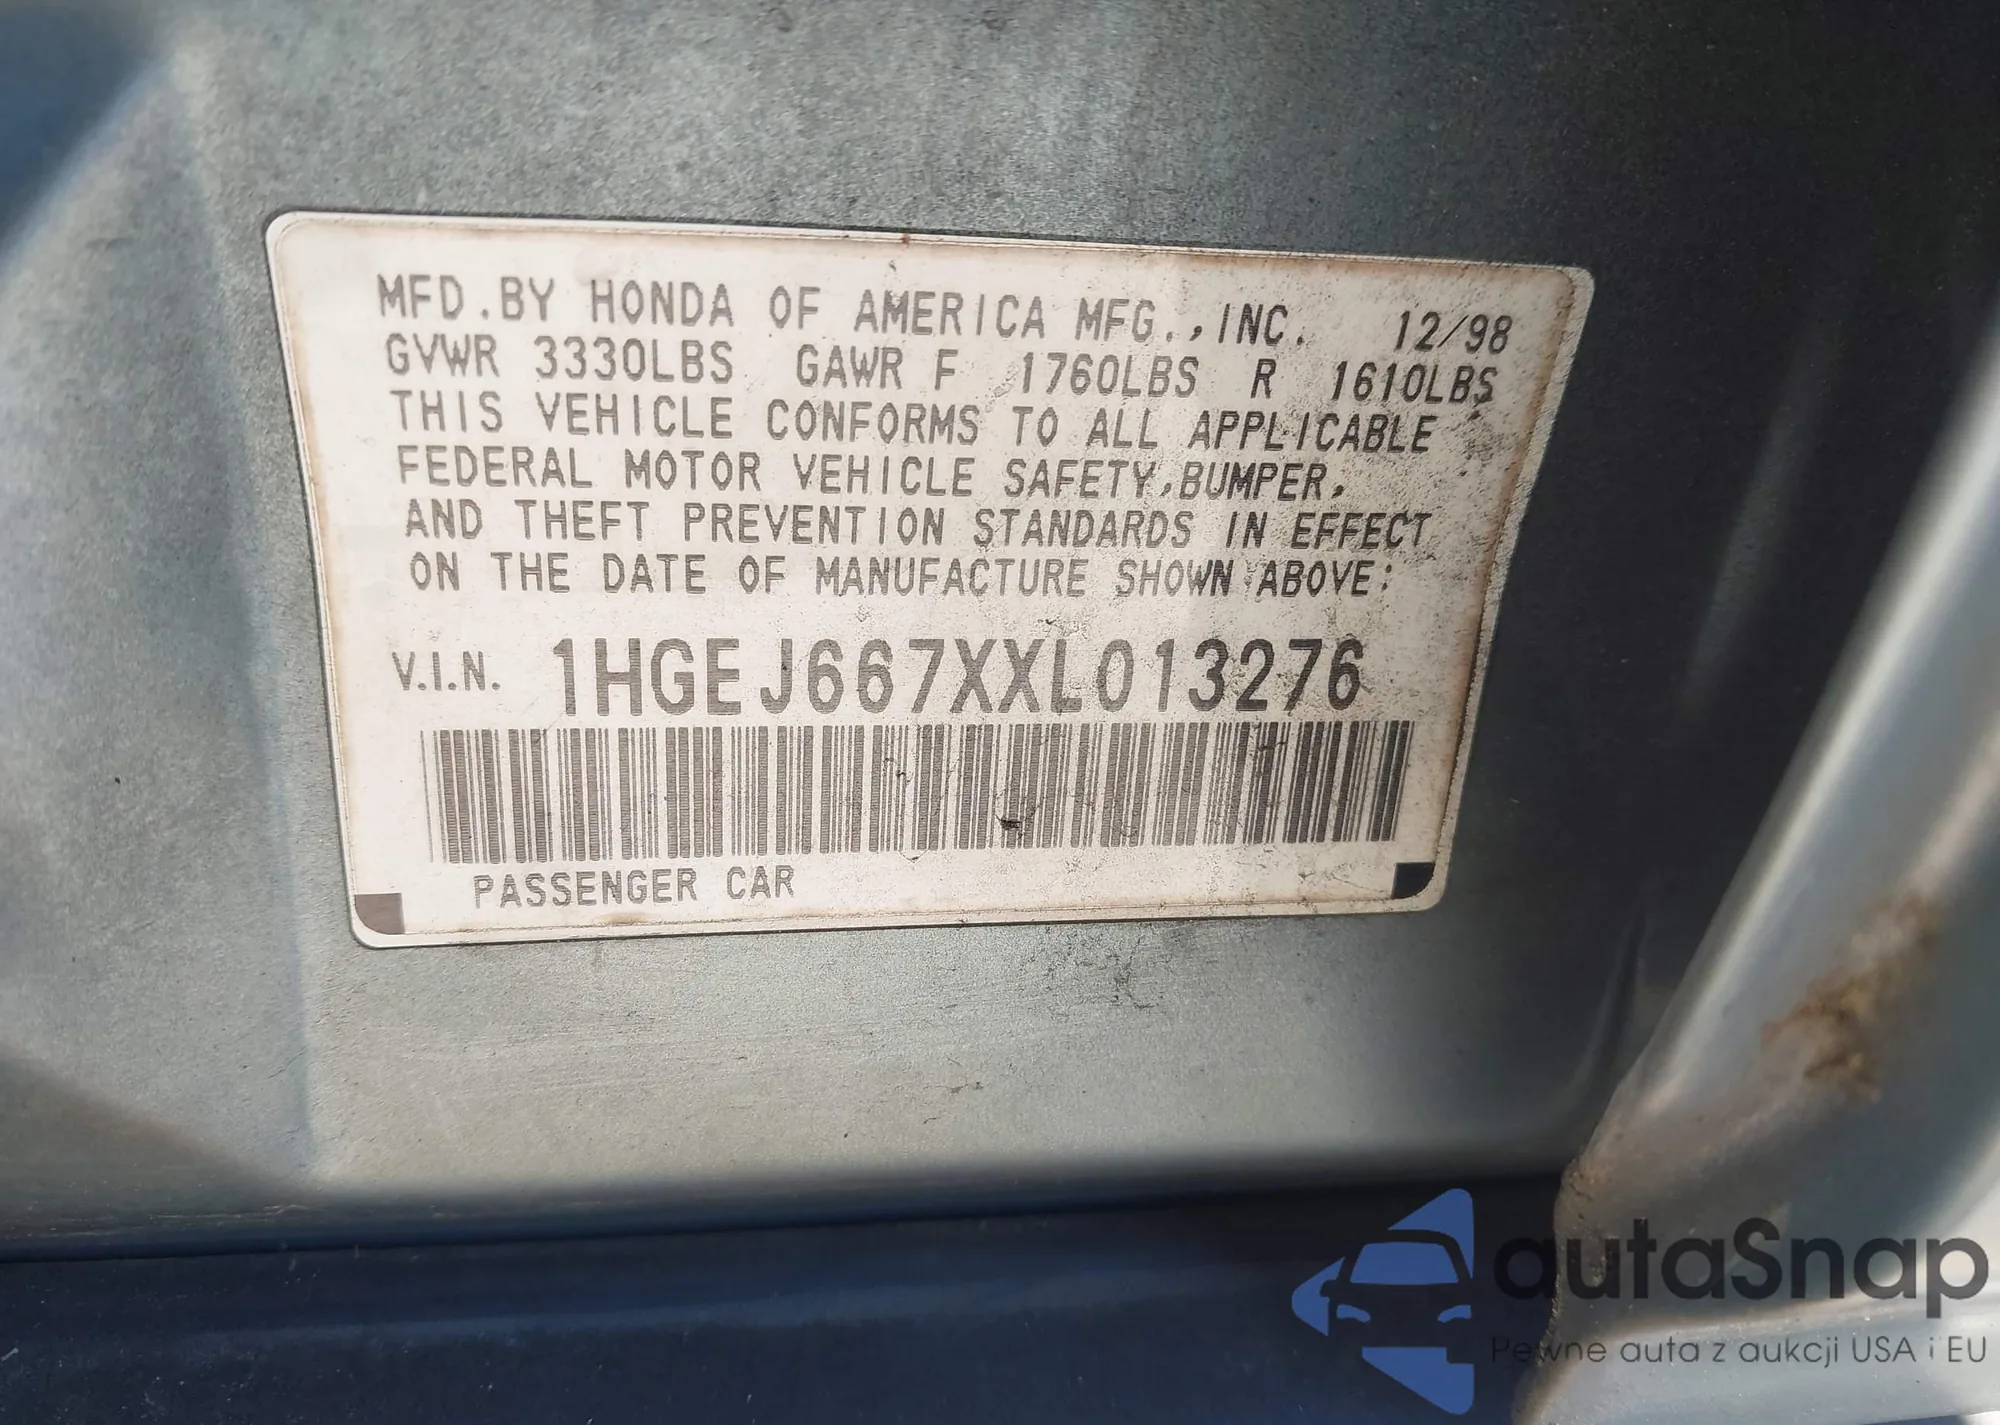 MFD.BY HONDA OF AMERICA MFG.,INC. 12/98
GVWR 3330LBS GAWR F 1760LBS R 1610LBS
THIS VEHICLE CONFORMS TO ALL APPLICABLE
FEDERAL MOTOR VEHICLE SAFETY,BUMPER,
AND THEFT PREVENTION STANDARDS IN EFFECT
ON THE DATE OF MANUFACTURE SHOWN ABOVE:
V.I.N. 1HGEJ667XXL013276
PASSENGER CAR
autaSnap
Pewne auta z aukcji USA i EU